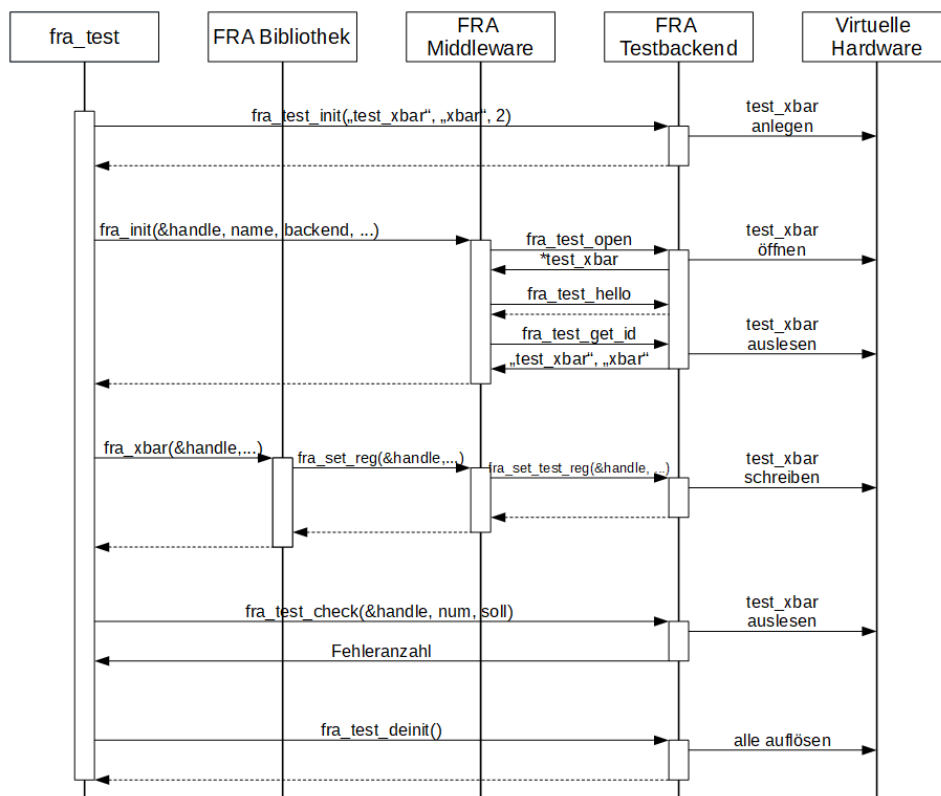 fra_test
FRA Bibliothek
FRA
Middleware
FRA
Testbackend
Virtuelle
Hardware
fra_test_init(„test_xbar“, „xbar“, 2)
test_xbar
anlegen
fra_init(&handle, name, backend, ...)
fra_test_open
test_xbar
öffnen
*test_xbar
fra_test_hello
fra_test_get_id
test_xbar
auslesen
„test_xbar“, „xbar“
fra_xbar(&handle,...)
fra_set_reg(&handle,...)
fra_set_test_reg(&handle, ...)
test_xbar
schreiben
fra_test_check(&handle, num, soll)
test_xbar
auslesen
Fehleranzahl
fra_test_deinit()
alle auflösen